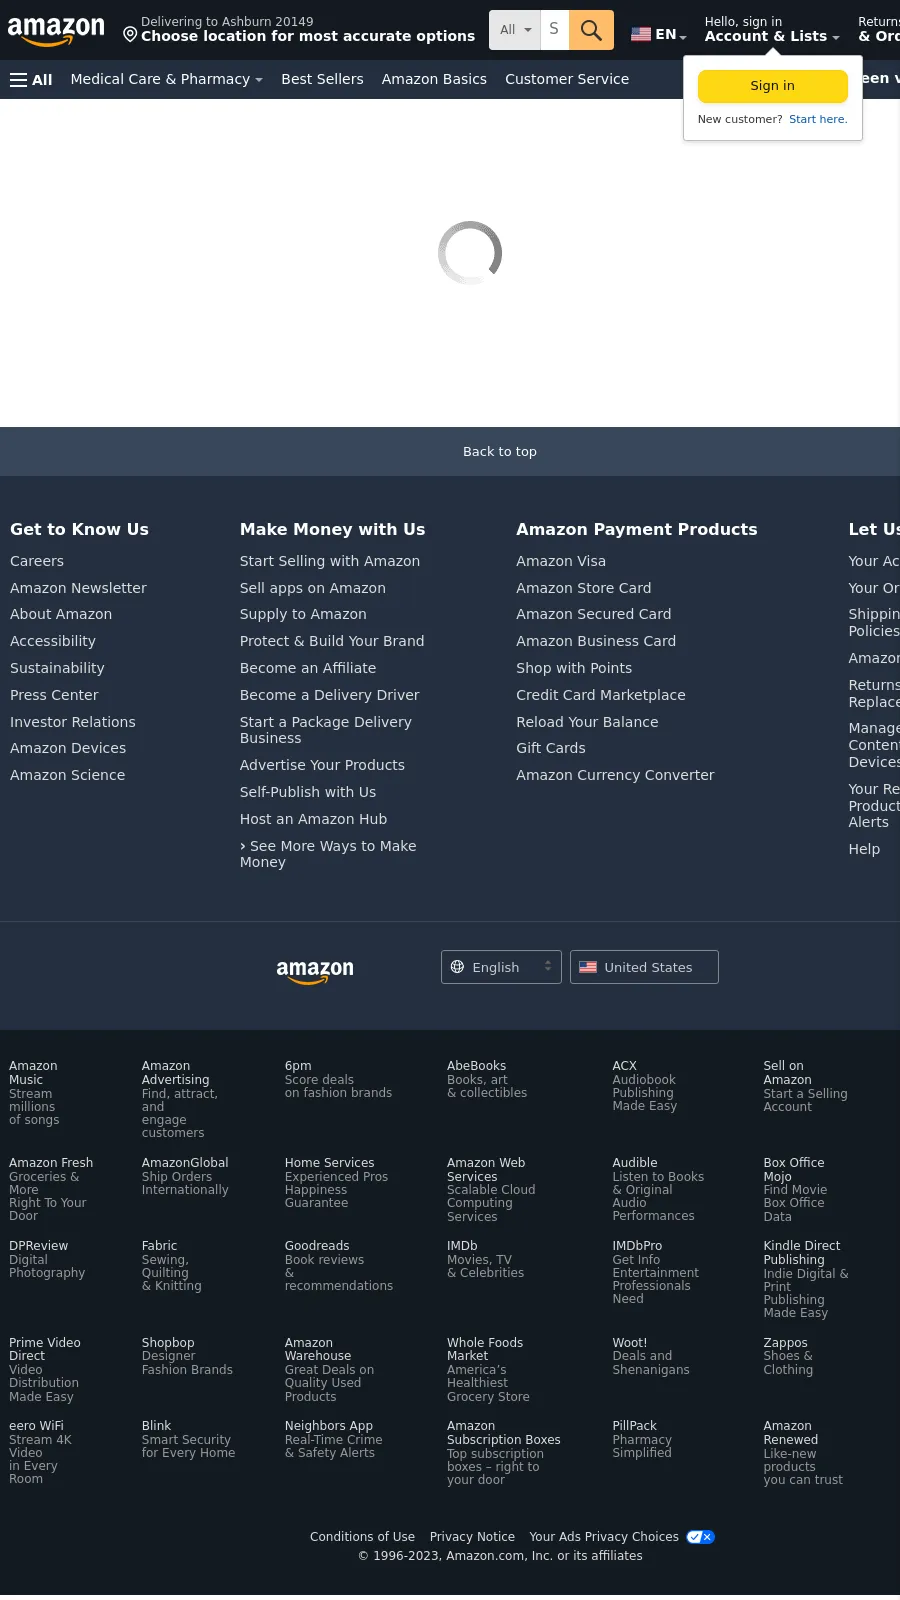 amazon
Delivering to Ashburn 20149
Choose location for most accurate options
All
S
EN
Hello, sign in
Account & Lists
Returns
& Ord
All
Medical Care & Pharmacy
Best Sellers
Amazon Basics
Customer Service
een v
Sign in
New customer? Start here.
Back to top
Get to Know Us
Careers
Amazon Newsletter
About Amazon
Accessibility
Sustainability
Press Center
Investor Relations
Amazon Devices
Amazon Science
Make Money with Us
Start Selling with Amazon
Sell apps on Amazon
Supply to Amazon
Protect & Build Your Brand
Become an Affiliate
Become a Delivery Driver
Start a Package Delivery
Business
Advertise Your Products
Self-Publish with Us
Host an Amazon Hub
› See More Ways to Make
Money
Amazon Payment Products
Amazon Visa
Amazon Store Card
Amazon Secured Card
Amazon Business Card
Shop with Points
Credit Card Marketplace
Reload Your Balance
Gift Cards
Amazon Currency Converter
Let Us
Your Ac
Your Or
Shippin
Policies
Amazon
Returns
Replace
Manage
Content
Devices
Your Re
Product
Alerts
Help
amazon
English
United States
Amazon
Music
Stream
millions
of songs
Amazon
Advertising
Find, attract,
and
engage
customers
6pm
Score deals
on fashion brands
AbeBooks
Books, art
& collectibles
ACX
Audiobook
Publishing
Made Easy
Sell on
Amazon
Start a Selling
Account
Amazon Fresh
Groceries &
More
Right To Your
Door
AmazonGlobal
Ship Orders
Internationally
Home Services
Experienced Pros
Happiness
Guarantee
Amazon Web
Services
Scalable Cloud
Computing
Services
Audible
Listen to Books
& Original
Audio
Performances
Box Office
Mojo
Find Movie
Box Office
Data
DPReview
Digital
Photography
Fabric
Sewing,
Quilting
& Knitting
Goodreads
Book reviews
&
recommendations
IMDb
Movies, TV
& Celebrities
IMDbPro
Get Info
Entertainment
Professionals
Need
Kindle Direct
Publishing
Indie Digital &
Print
Publishing
Made Easy
Prime Video
Direct
Video
Distribution
Made Easy
Shopbop
Designer
Fashion Brands
Amazon
Warehouse
Great Deals on
Quality Used
Products
Whole Foods
Market
America’s
Healthiest
Grocery Store
Woot!
Deals and
Shenanigans
Zappos
Shoes &
Clothing
eero WiFi
Stream 4K
Video
in Every
Room
Blink
Smart Security
for Every Home
Neighbors App
Real-Time Crime
& Safety Alerts
Amazon
Subscription Boxes
Top subscription
boxes – right to
your door
PillPack
Pharmacy
Simplified
Amazon
Renewed
Like-new
products
you can trust
Conditions of Use
Privacy Notice
Your Ads Privacy Choices
© 1996-2023, Amazon.com, Inc. or its affiliates